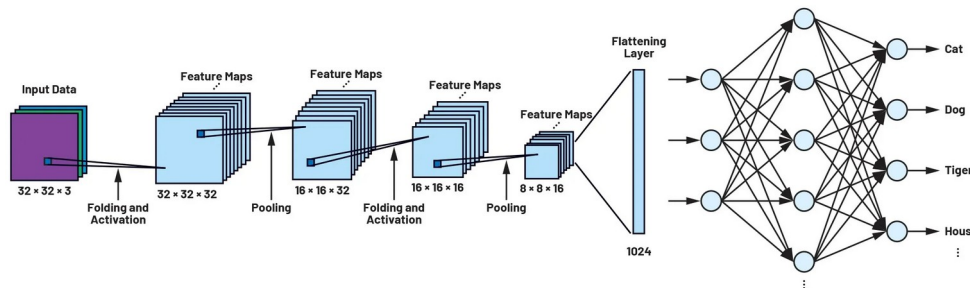 Input Data
32 × 32 × 3
Folding and
Activation
Feature Maps
32 × 32 × 32
Pooling
Feature Maps
16 × 16 × 32
Folding and
Activation
Feature Maps
16 × 16 × 16
Pooling
Feature Maps
8 × 8 × 16
Flattening
Layer
1024
Cat
Dog
Tiger
Hous